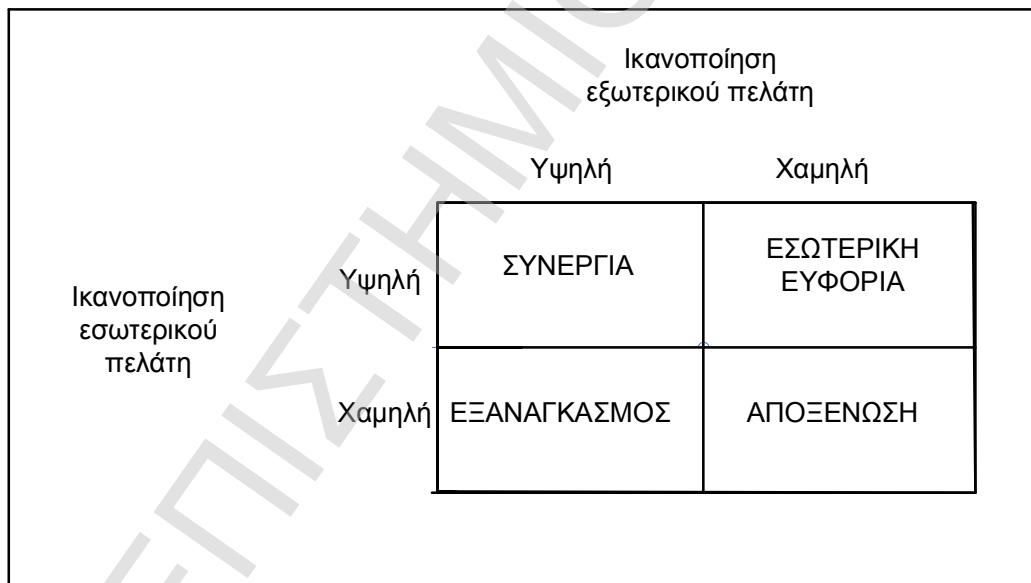 Ικανοποίηση
εξωτερικού πελάτη
Υψηλή Χαμηλή
Ικανοποίηση
εσωτερικού
πελάτη
Υψηλή ΣΥΝΕΡΓΙΑ ΕΣΩΤΕΡΙΚΗ
ΕΥΦΟΡΙΑ
Χαμηλή ΕΞΑΝΑΓΚΑΣΜΟΣ ΑΠΟΞΕΝΩΣΗ